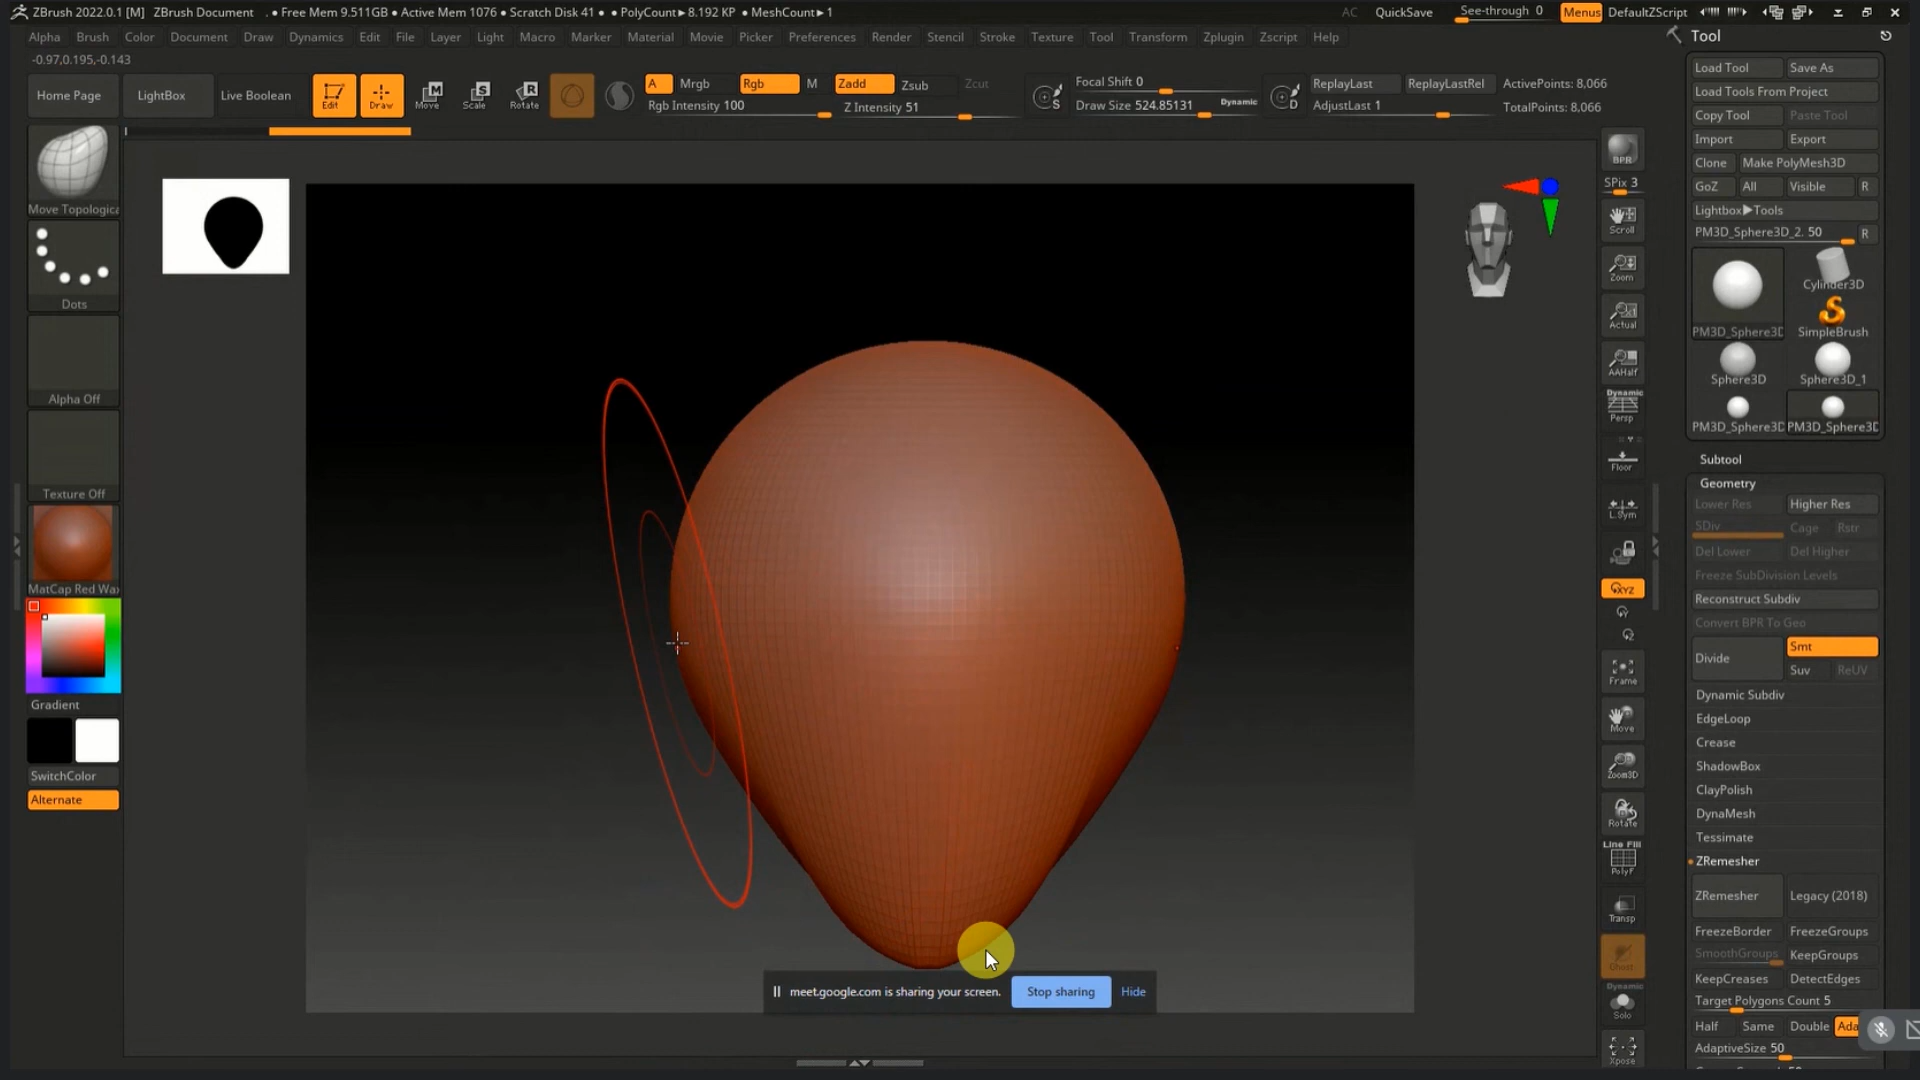 ZBrush 2022.0.1 [M] ZBrush Document . • Free Mem 9.511GB • Active Mem 1076 • Scratch Disk 41 • • PolyCount▸ 8.192 KP • MeshCount▸ 1 AC QuickSave See-through 0 Menus DefaultZScript
Alpha Brush Color Document Draw Dynamics Edit File Layer Light Macro Marker Material Movie Picker Preferences Render Stencil Stroke Texture Tool Transform Zplugin Zscript Help
-0.97,0.195,-0.143
Home Page LightBox Live Boolean Edit Draw Move Scale Rotate
A Mrgb Rgb M Zadd Zsub Zcut
Rgb Intensity 100 Z Intensity 51
S
Focal Shift 0
Draw Size 524.85131 Dynamic
D
ReplayLast ReplayLastRel ActivePoints: 8,066
AdjustLast 1 TotalPoints: 8,066
Move Topologica
Dots
Alpha Off
Texture Off
MatCap Red Wax
Gradient
SwitchColor
Alternate
meet.google.com is sharing your screen. Stop sharing Hide
BPR
SPix 3
Scroll
Zoom
Actual
AAHalf
Dynamic
Persp
Floor
L.Sym
XYZ
Frame
Move
Zoom3D
Rotate
Line Fill
PolyF
Transp
Ghost
Dynamic
Solo
Xpose
Tool
Load Tool Save As
Load Tools From Project
Copy Tool Paste Tool
Import Export
Clone Make PolyMesh3D
GoZ All Visible R
Lightbox▸Tools
PM3D_Sphere3D_2. 50 R
PM3D_Sphere3D Cylinder3D
SimpleBrush
Sphere3D Sphere3D_1
PM3D_Sphere3D PM3D_Sphere3D
Subtool
Geometry
Lower Res Higher Res
SDiv Cage Rstr
Del Lower Del Higher
Freeze SubDivision Levels
Reconstruct Subdiv
Convert BPR To Geo
Divide Smt
Suv ReUV
Dynamic Subdiv
EdgeLoop
Crease
ShadowBox
ClayPolish
DynaMesh
Tessimate
ZRemesher
ZRemesher Legacy (2018)
FreezeBorder FreezeGroups
SmoothGroups KeepGroups
KeepCreases DetectEdges
Target Polygons Count 5
Half Same Double Ada
AdaptiveSize 50